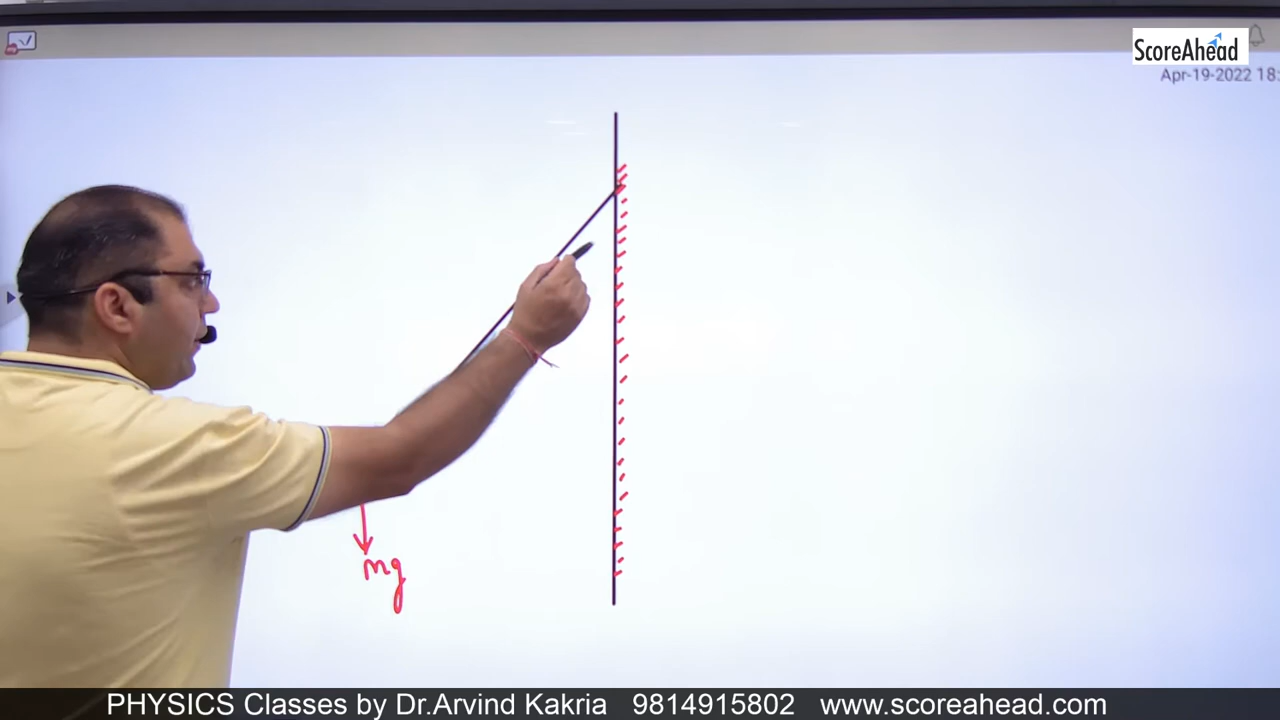 ScoreAhead
Apr-19-2022 18:
mg
PHYSICS Classes by Dr.Arvind Kakria 9814915802 www.scoreahead.com